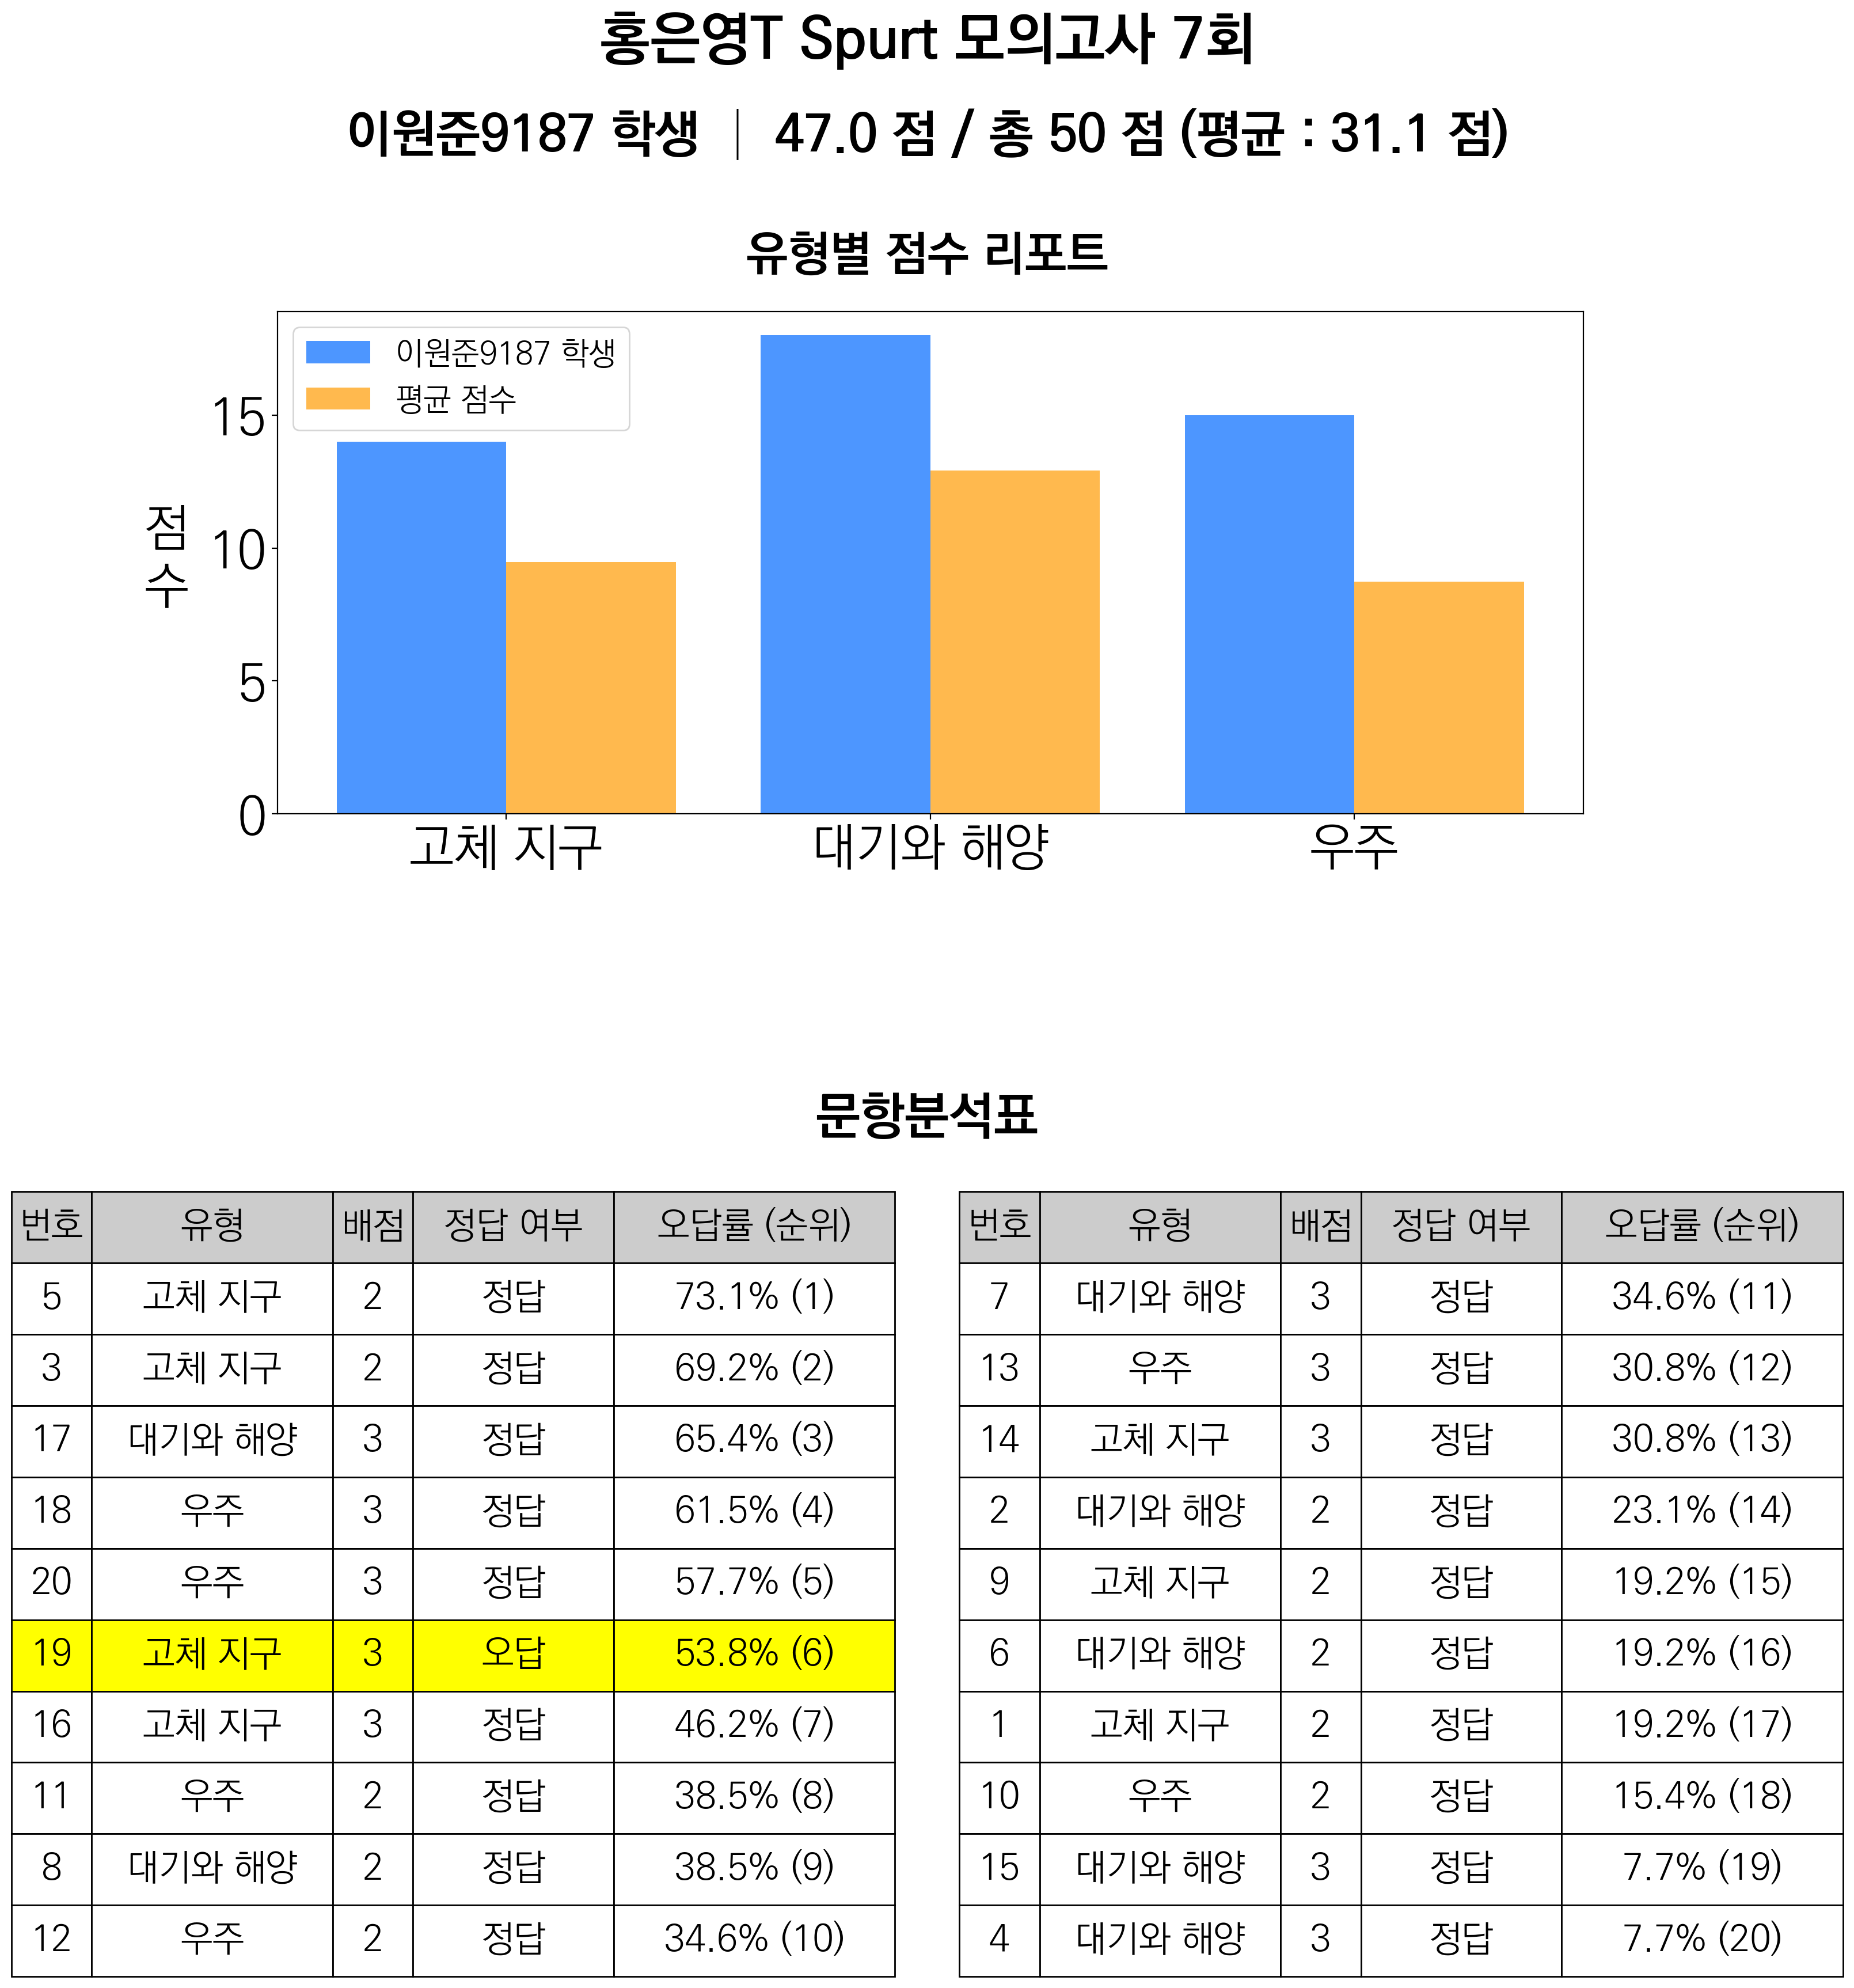 홍은영T Spurt 모의고사 7회
이원준9187 학생 │ 47.0 점 / 총 50 점 (평균 : 31.1 점)
유형별 점수 리포트
이원준9187 학생
평균 점수
점
수
15
10
5
0
고체 지구 대기와 해양 우주
문항분석표
번호 유형 배점 정답 여부 오답률 (순위)
5 고체 지구 2 정답 73.1% (1)
3 고체 지구 2 정답 69.2% (2)
17 대기와 해양 3 정답 65.4% (3)
18 우주 3 정답 61.5% (4)
20 우주 3 정답 57.7% (5)
19 고체 지구 3 오답 53.8% (6)
16 고체 지구 3 정답 46.2% (7)
11 우주 2 정답 38.5% (8)
8 대기와 해양 2 정답 38.5% (9)
12 우주 2 정답 34.6% (10)
번호 유형 배점 정답 여부 오답률 (순위)
7 대기와 해양 3 정답 34.6% (11)
13 우주 3 정답 30.8% (12)
14 고체 지구 3 정답 30.8% (13)
2 대기와 해양 2 정답 23.1% (14)
9 고체 지구 2 정답 19.2% (15)
6 대기와 해양 2 정답 19.2% (16)
1 고체 지구 2 정답 19.2% (17)
10 우주 2 정답 15.4% (18)
15 대기와 해양 3 정답 7.7% (19)
4 대기와 해양 3 정답 7.7% (20)